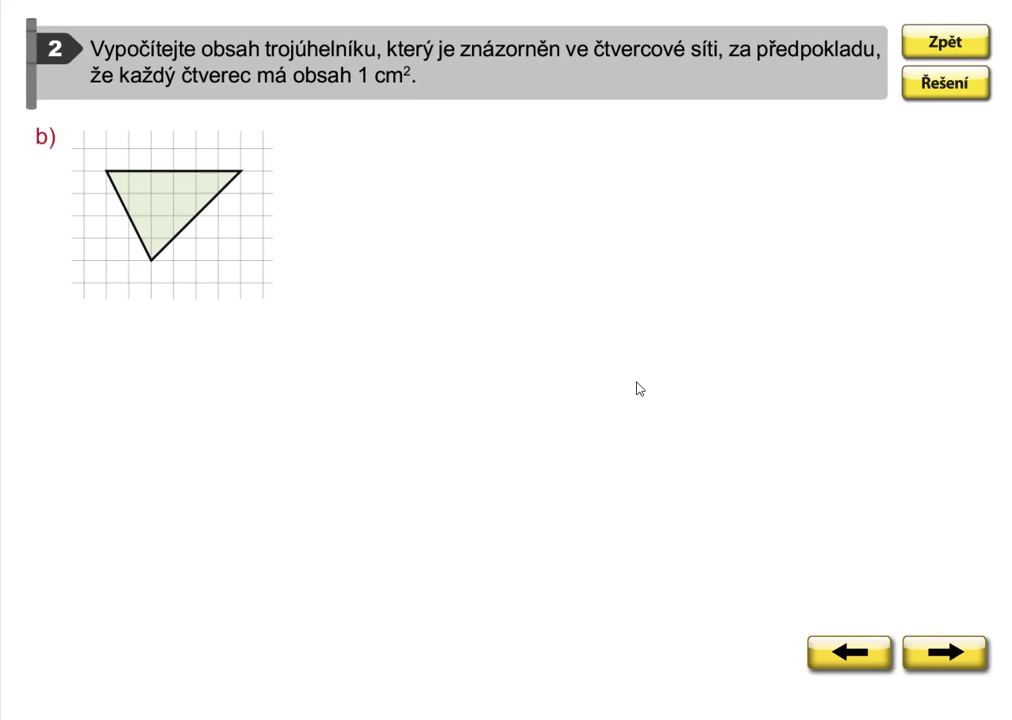 2 Vypočítejte obsah trojúhelníku, který je znázorněn ve čtvercové síti, za předpokladu,
že každý čtverec má obsah 1 cm².
Zpět
Řešení
b)